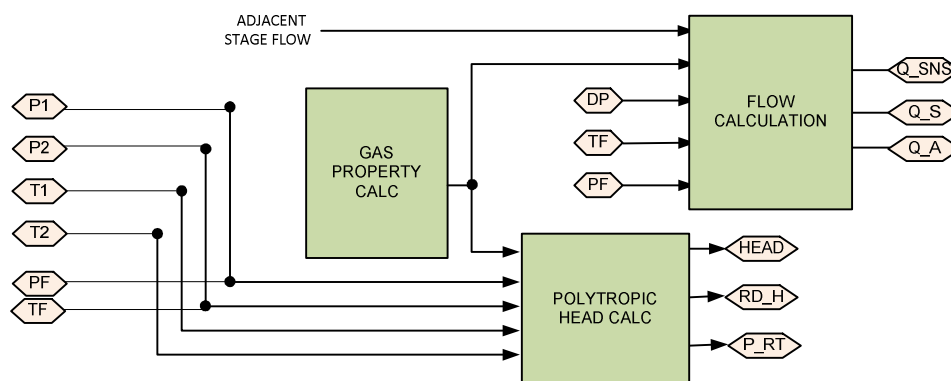 ADJACENT
STAGE FLOW
P1
P2
T1
T2
PF
TF
GAS
PROPERTY
CALC
DP
TF
PF
FLOW
CALCULATION
Q_SNS
Q_S
Q_A
POLYTROPIC
HEAD CALC
HEAD
RD_H
P_RT